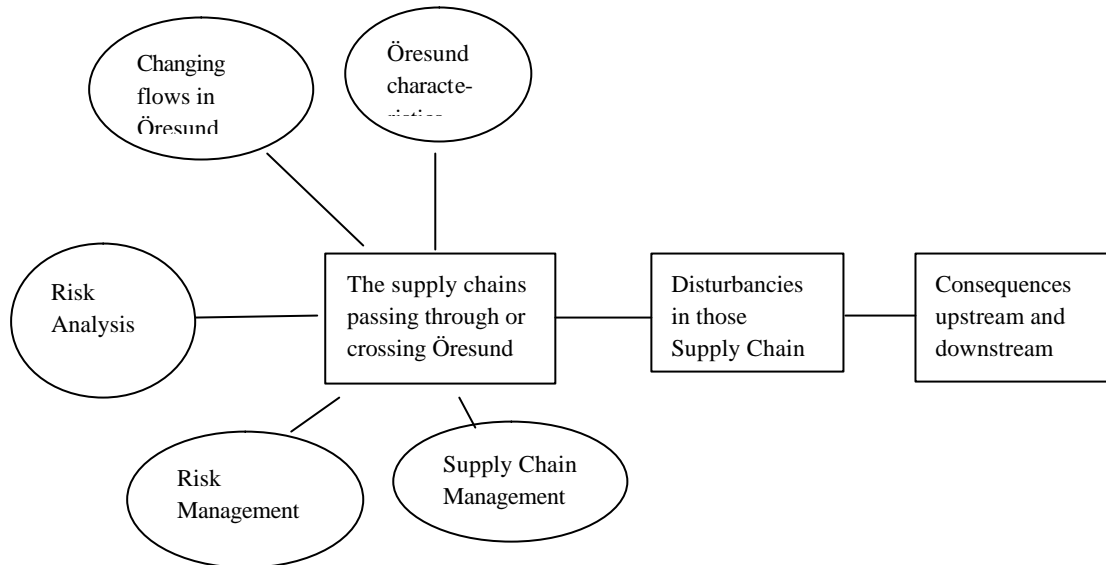 Changing
flows in
Öresund
Öresund
characte-
ristics
Risk
Analysis
The supply chains
passing through or
crossing Öresund
Disturbancies
in those
Supply Chain
Consequences
upstream and
downstream
Risk
Management
Supply Chain
Management